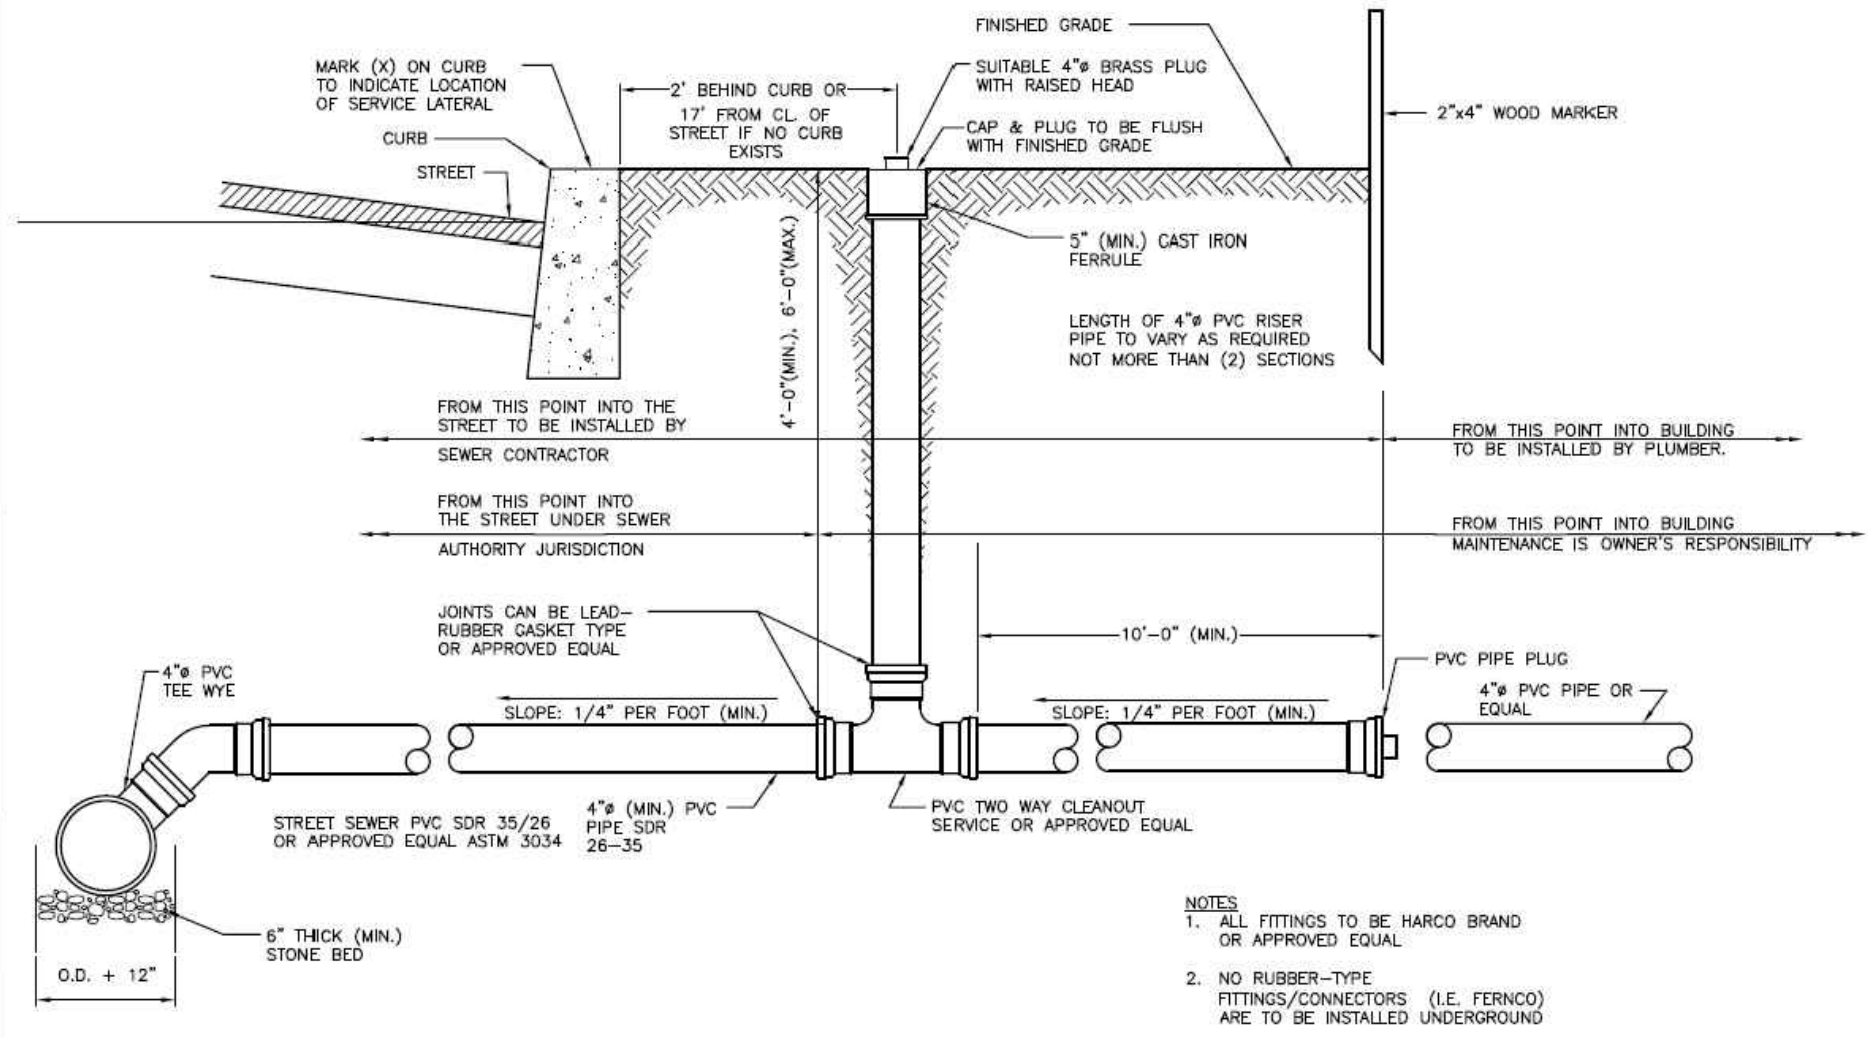 FINISHED GRADE
MARK (X) ON CURB
TO INDICATE LOCATION
OF SERVICE LATERAL
SUITABLE 4"ø BRASS PLUG
WITH RAISED HEAD
2' BEHIND CURB OR
17' FROM CL. OF
STREET IF NO CURB
EXISTS
2"x4" WOOD MARKER
CURB
CAP & PLUG TO BE FLUSH
WITH FINISHED GRADE
STREET
5" (MIN.) CAST IRON
FERRULE
4'-0"(MIN.), 6'-0"(MAX.)
LENGTH OF 4"ø PVC RISER
PIPE TO VARY AS REQUIRED
NOT MORE THAN (2) SECTIONS
FROM THIS POINT INTO THE
STREET TO BE INSTALLED BY
SEWER CONTRACTOR
FROM THIS POINT INTO BUILDING
TO BE INSTALLED BY PLUMBER.
FROM THIS POINT INTO
THE STREET UNDER SEWER
AUTHORITY JURISDICTION
FROM THIS POINT INTO BUILDING
MAINTENANCE IS OWNER'S RESPONSIBILITY
JOINTS CAN BE LEAD-
RUBBER GASKET TYPE
OR APPROVED EQUAL
10'-0" (MIN.)
4"ø PVC
TEE WYE
PVC PIPE PLUG
4"ø PVC PIPE OR
EQUAL
SLOPE: 1/4" PER FOOT (MIN.)
SLOPE: 1/4" PER FOOT (MIN.)
STREET SEWER PVC SDR 35/26
OR APPROVED EQUAL ASTM 3034
4"ø (MIN.) PVC
PIPE SDR
26-35
PVC TWO WAY CLEANOUT
SERVICE OR APPROVED EQUAL
6" THICK (MIN.)
STONE BED
O.D. + 12"
NOTES
1. ALL FITTINGS TO BE HARCO BRAND
OR APPROVED EQUAL
2. NO RUBBER-TYPE
FITTINGS/CONNECTORS (I.E. FERNCO)
ARE TO BE INSTALLED UNDERGROUND